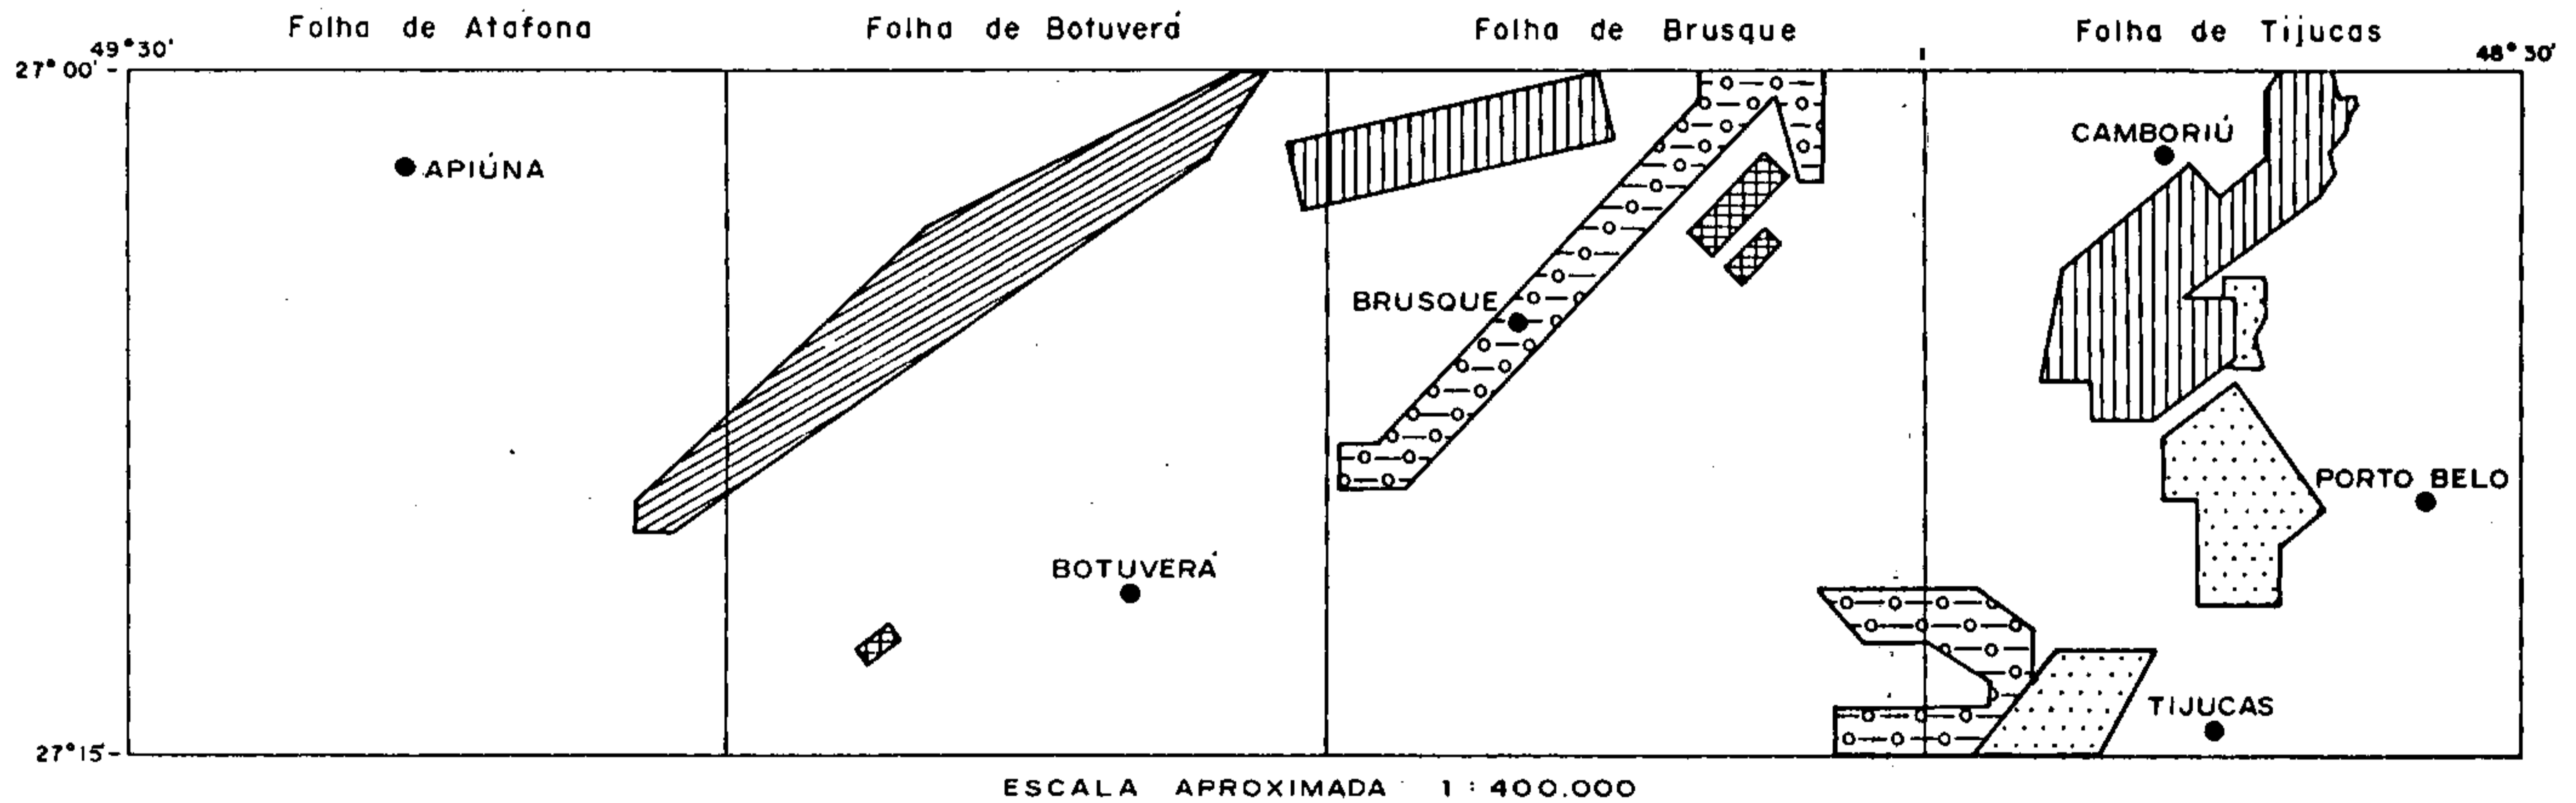 Folha de Atafona
Folha de Botuverá
Folha de Brusque
Folha de Tijucas
49°30'
48°30'
27°00'
CAMBORIÚ
APIÚNA
BRUSQUE
PORTO BELO
BOTUVERÁ
TIJUCAS
27°15'
ESCALA APROXIMADA 1:400.000